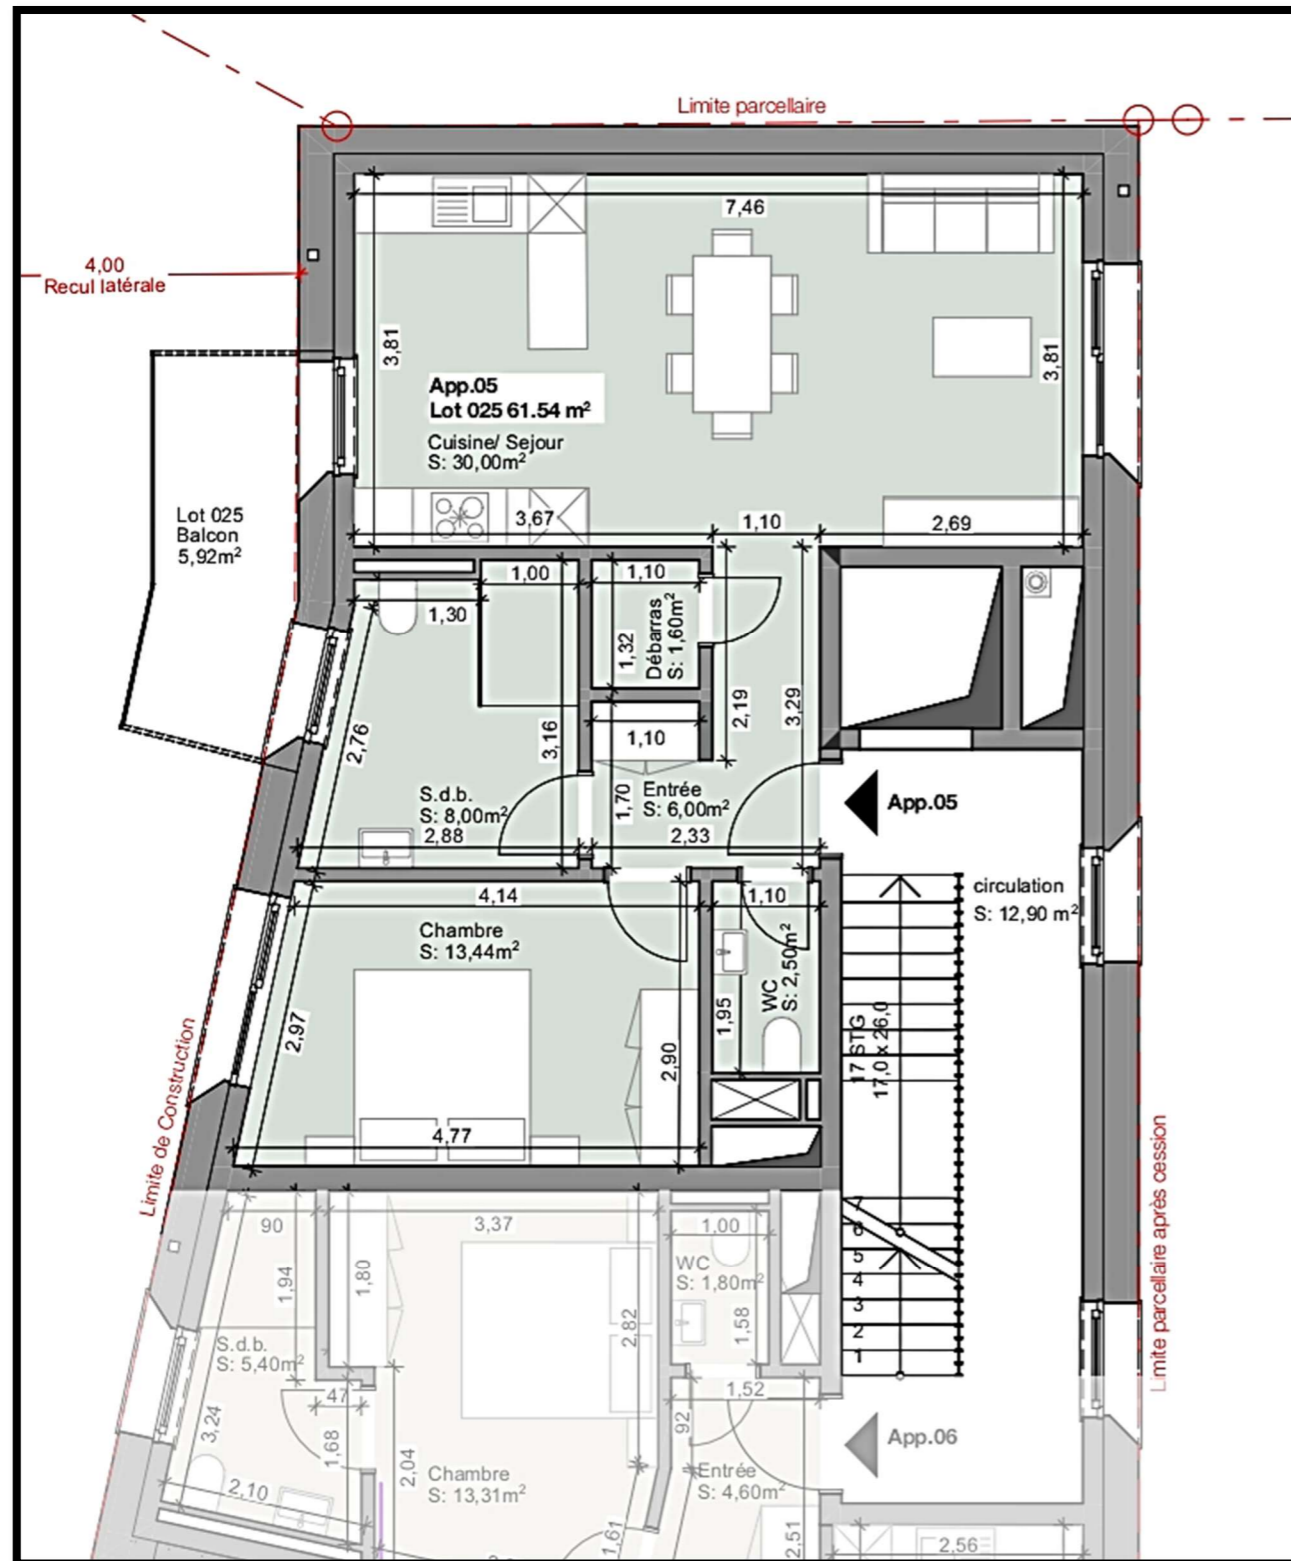 Limite parcellaire
7,46
4,00
Recul latérale
3,81
3,81
App.05
Lot 025 61.54 m²
Cuisine/ Sejour
S: 30,00m²
Lot 025
Balcon
5,92m²
3,67
1,10
2,69
1,00
1,10
1,30
1,32
Débarras
S: 1,60m²
2,19
3,29
2,76
3,16
1,10
S.d.b.
S: 8,00m²
2,88
1,70
Entrée
S: 6,00m²
2,33
App.05
circulation
S: 12,90 m²
4,14
1,10
Chambre
S: 13,44m²
WC
S: 2,50m²
1,95
2,97
2,90
17 STG
17,0 x 26,0
4,77
Limite de Construction
Limite parcellaire après cession
90
3,37
1,00
1,94
1,80
2,82
WC
S: 1,80m²
1,58
7
6
5
4
3
2
1
S.d.b.
S: 5,40m²
47
1,52
3,24
1,68
2,04
92
App.06
2,10
Chambre
S: 13,31m²
Entrée
S: 4,60m²
1,61
2,51
2,56